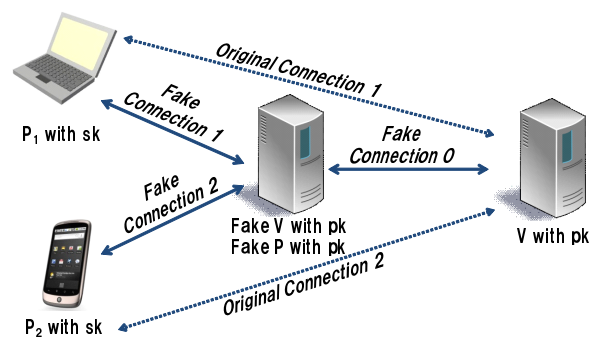 Original Connection 1
Fake
Connection 1
P₁ with sk
Fake
Connection 0
Fake
Connection 2
Fake V with pk
Fake P with pk
V with pk
Original Connection 2
P₂ with sk